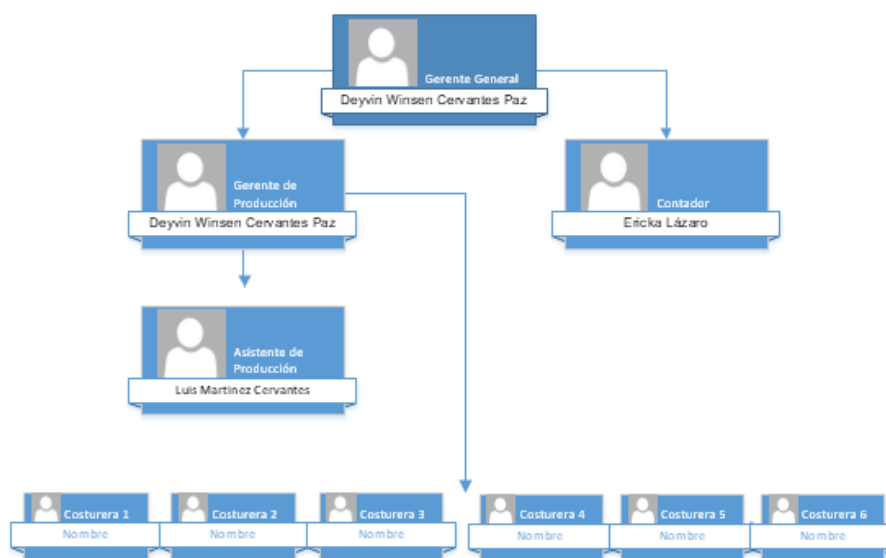 Gerente General
Deyvin Winsen Cervantes Paz
Gerente de
Producción
Deyvin Winsen Cervantes Paz
Contador
Ericka Lázaro
Asistente de
Producción
Luis Martinez Cervantes
Costurera 1
Nombre
Costurera 2
Nombre
Costurera 3
Nombre
Costurera 4
Nombre
Costurera 5
Nombre
Costurera 6
Nombre